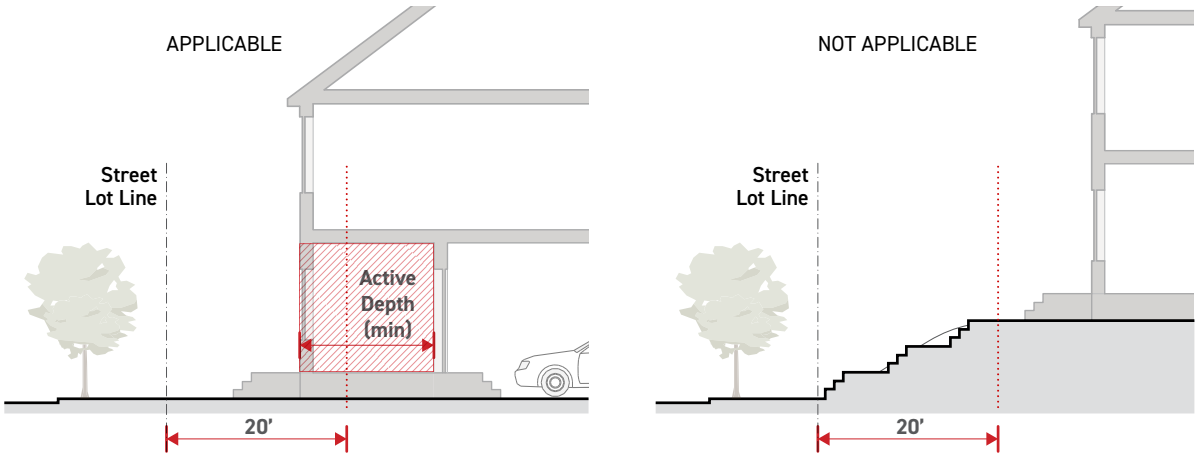 APPLICABLE
Street
Lot Line
Active
Depth
(min)
20’
NOT APPLICABLE
Street
Lot Line
20’